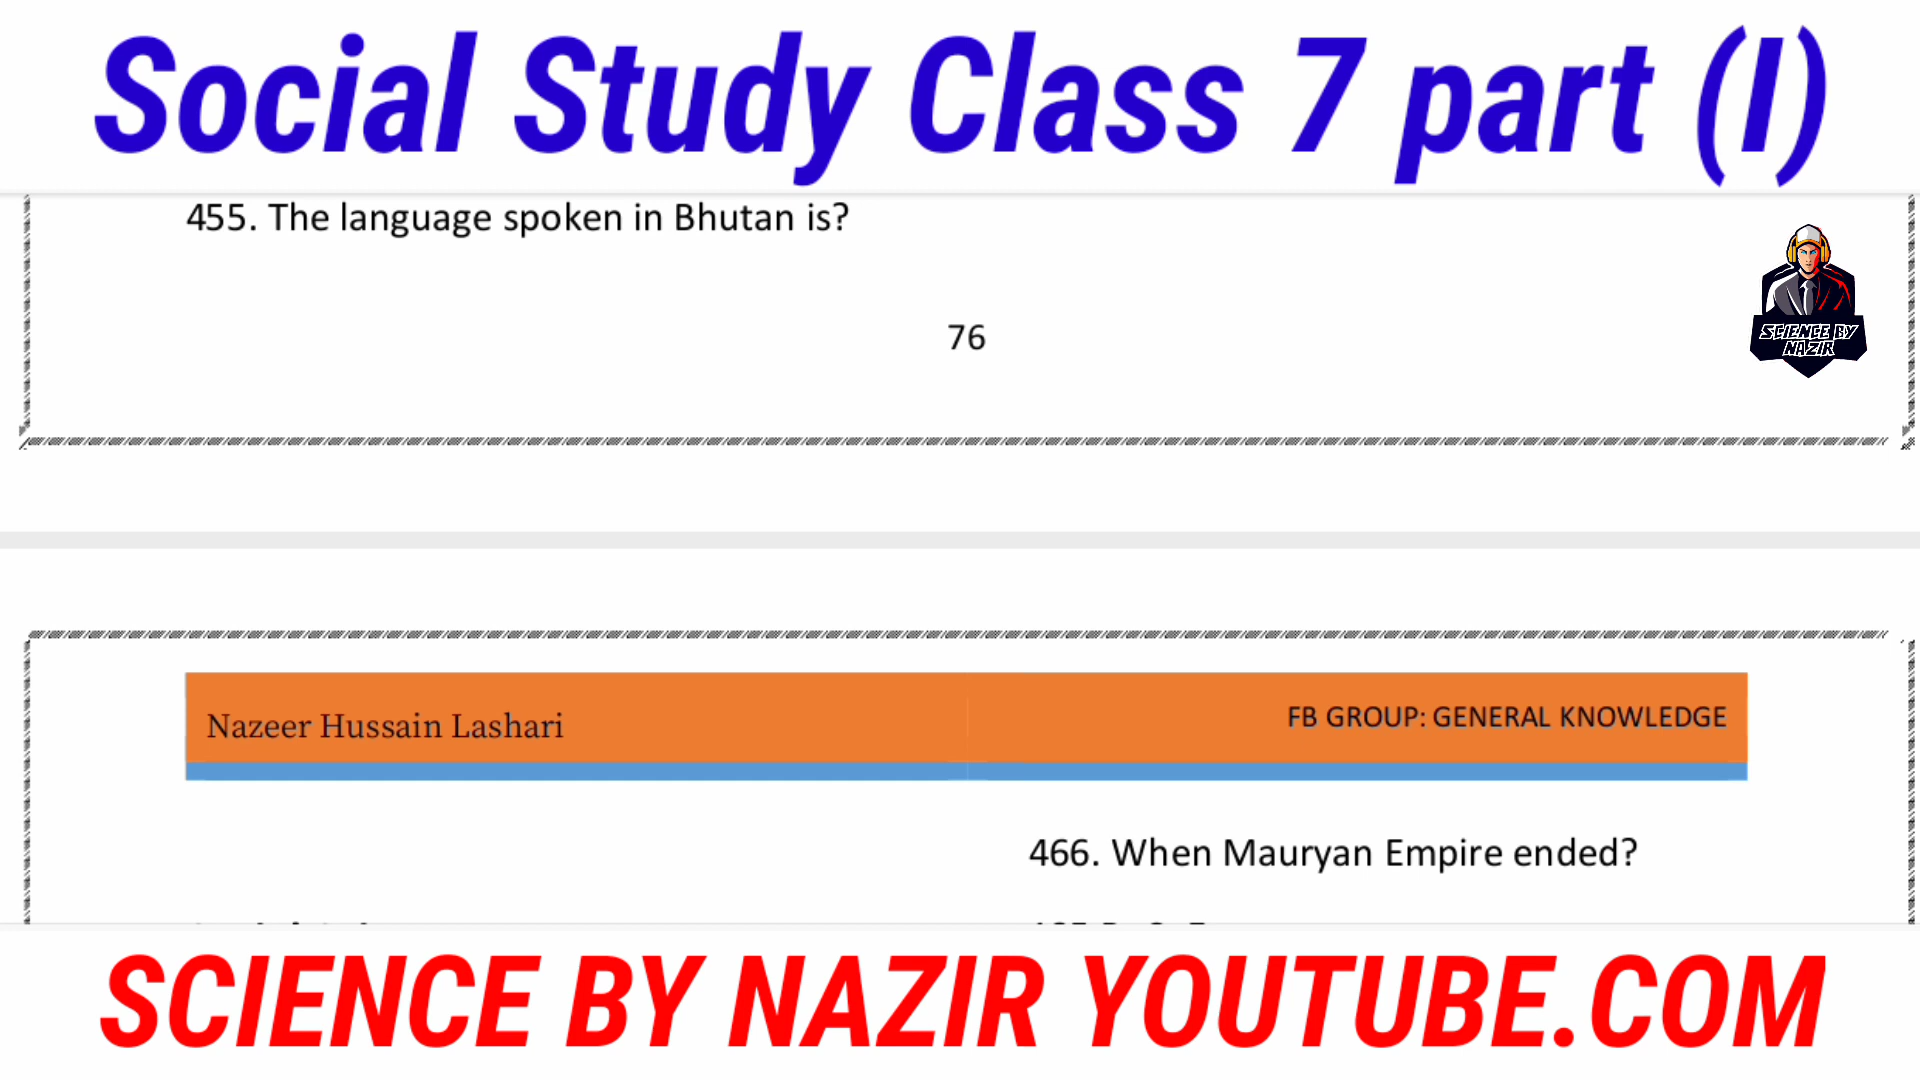 Social Study Class 7 part (I)
455. The language spoken in Bhutan is?
SCIENCE BY
NAZIR
76
Nazeer Hussain Lashari
FB GROUP: GENERAL KNOWLEDGE
466. When Mauryan Empire ended?
SCIENCE BY NAZIR YOUTUBE.COM